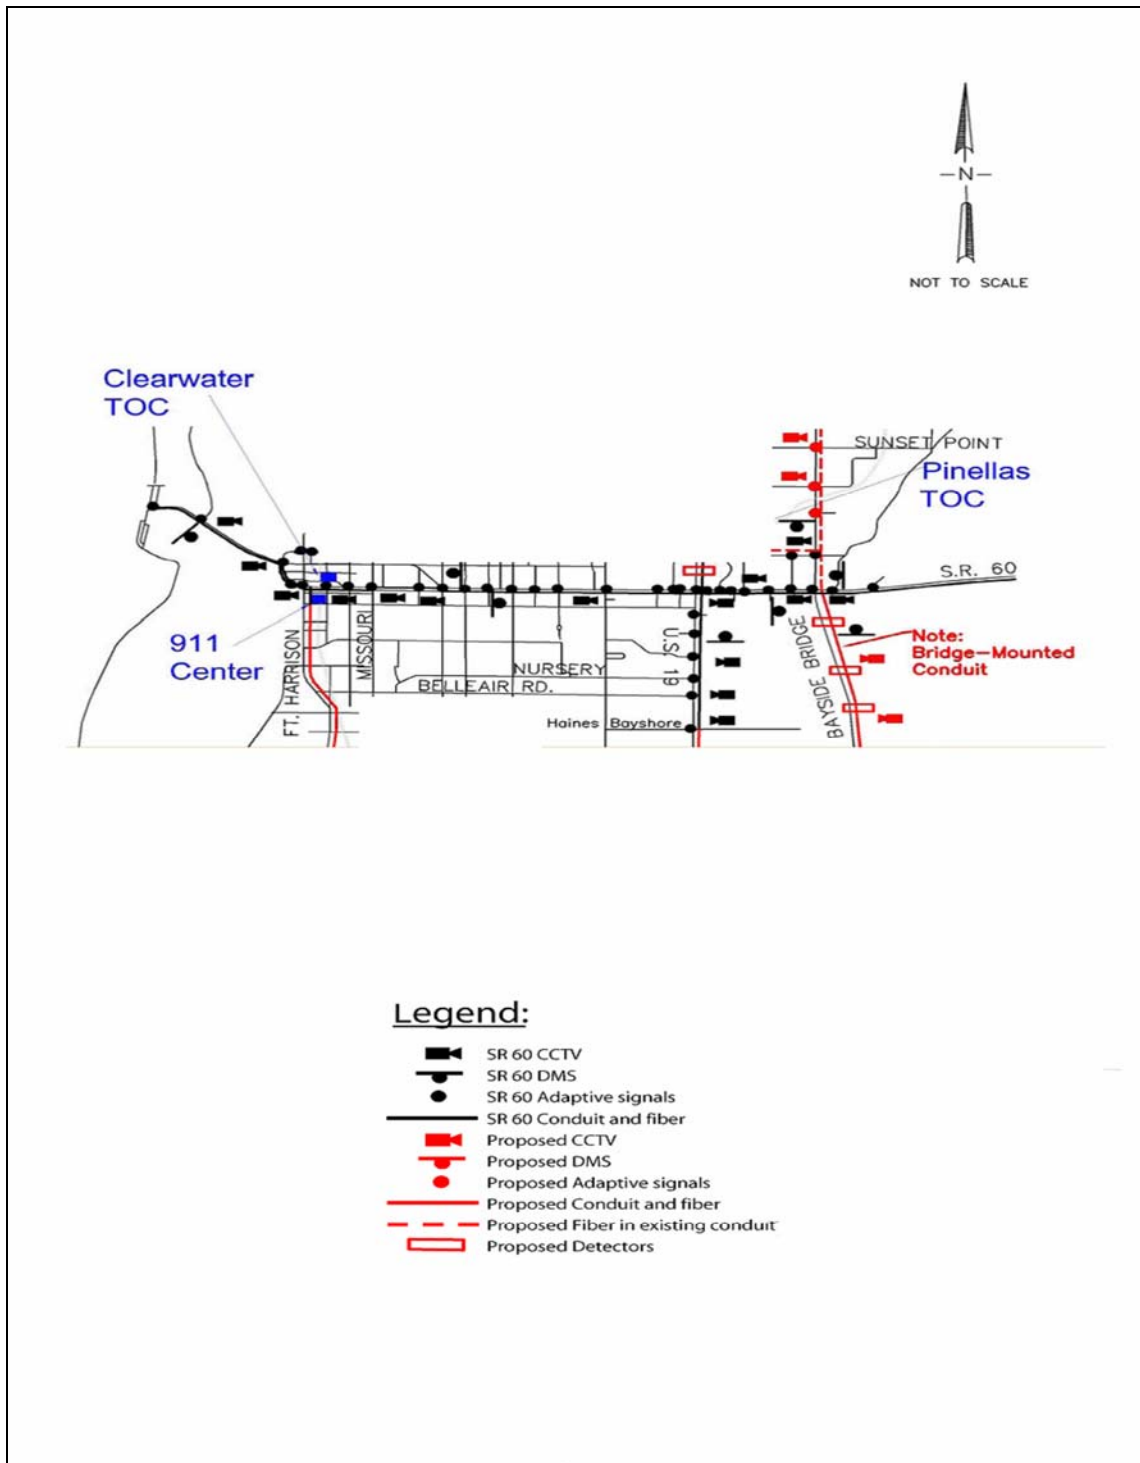 —N—
NOT TO SCALE
Clearwater
TOC
SUNSET POINT
Pinellas
TOC
S.R. 60
911
Center
FT. HARRISON
MISSOURI
NURSERY
BELLEAIR RD.
U.S. 19
Haines Bayshore
BAYSIDE BRIDGE
Note:
Bridge-Mounted
Conduit
Legend:
SR 60 CCTV
SR 60 DMS
SR 60 Adaptive signals
SR 60 Conduit and fiber
Proposed CCTV
Proposed DMS
Proposed Adaptive signals
Proposed Conduit and fiber
Proposed Fiber in existing conduit
Proposed Detectors